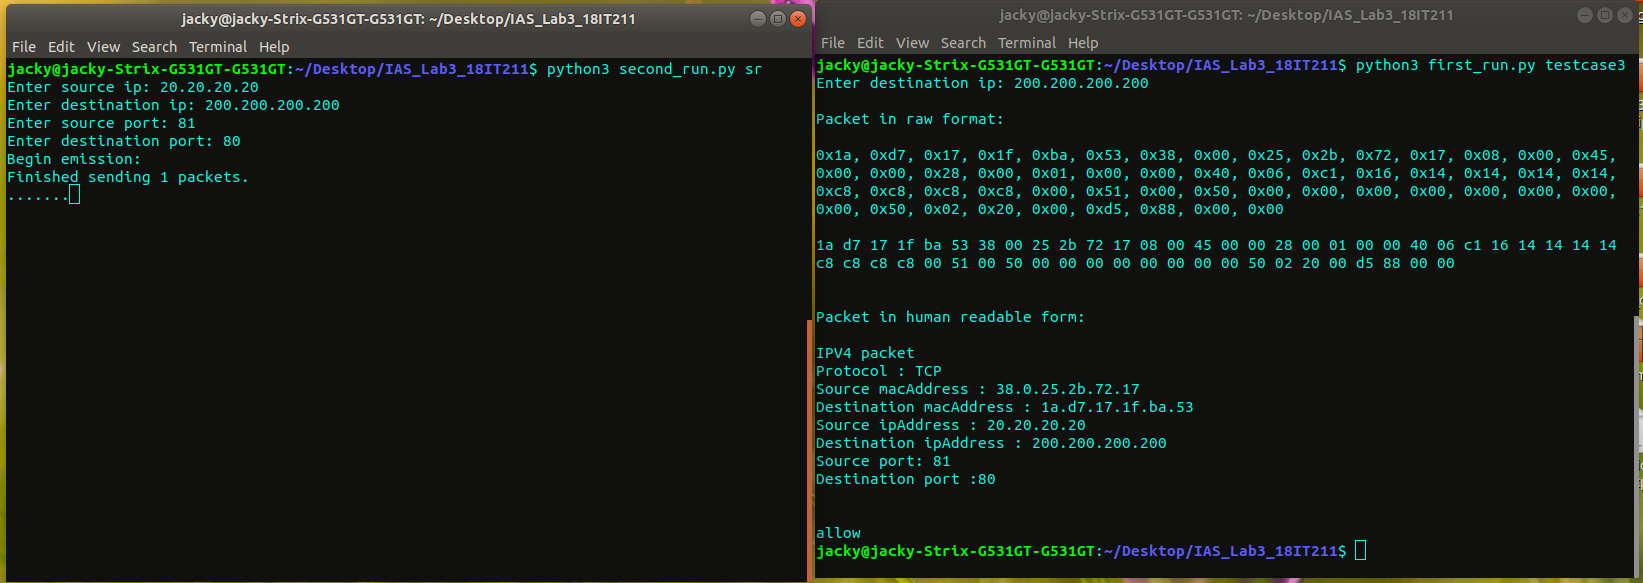 jacky@jacky-Strix-G531GT-G531GT: ~/Desktop/IAS_Lab3_18IT211
File Edit View Search Terminal Help
jacky@jacky-Strix-G531GT-G531GT:~/Desktop/IAS_Lab3_18IT211$ python3 second_run.py sr
Enter source ip: 20.20.20.20
Enter destination ip: 200.200.200.200
Enter source port: 81
Enter destination port: 80
Begin emission:
Finished sending 1 packets.
.......
jacky@jacky-Strix-G531GT-G531GT: ~/Desktop/IAS_Lab3_18IT211
File Edit View Search Terminal Help
jacky@jacky-Strix-G531GT-G531GT:~/Desktop/IAS_Lab3_18IT211$ python3 first_run.py testcase3
Enter destination ip: 200.200.200.200
Packet in raw format:
0x1a, 0xd7, 0x17, 0x1f, 0xba, 0x53, 0x38, 0x00, 0x25, 0x2b, 0x72, 0x17, 0x08, 0x00, 0x45,
0x00, 0x00, 0x28, 0x00, 0x01, 0x00, 0x00, 0x40, 0x06, 0xc1, 0x16, 0x14, 0x14, 0x14, 0x14,
0xc8, 0xc8, 0xc8, 0xc8, 0x00, 0x51, 0x00, 0x50, 0x00, 0x00, 0x00, 0x00, 0x00, 0x00, 0x00,
0x00, 0x50, 0x02, 0x20, 0x00, 0xd5, 0x88, 0x00, 0x00
1a d7 17 1f ba 53 38 00 25 2b 72 17 08 00 45 00 00 28 00 01 00 00 40 06 c1 16 14 14 14 14
c8 c8 c8 c8 00 51 00 50 00 00 00 00 00 00 00 00 50 02 20 00 d5 88 00 00
Packet in human readable form:
IPV4 packet
Protocol : TCP
Source macAddress : 38.0.25.2b.72.17
Destination macAddress : 1a.d7.17.1f.ba.53
Source ipAddress : 20.20.20.20
Destination ipAddress : 200.200.200.200
Source port: 81
Destination port :80
allow
jacky@jacky-Strix-G531GT-G531GT:~/Desktop/IAS_Lab3_18IT211$